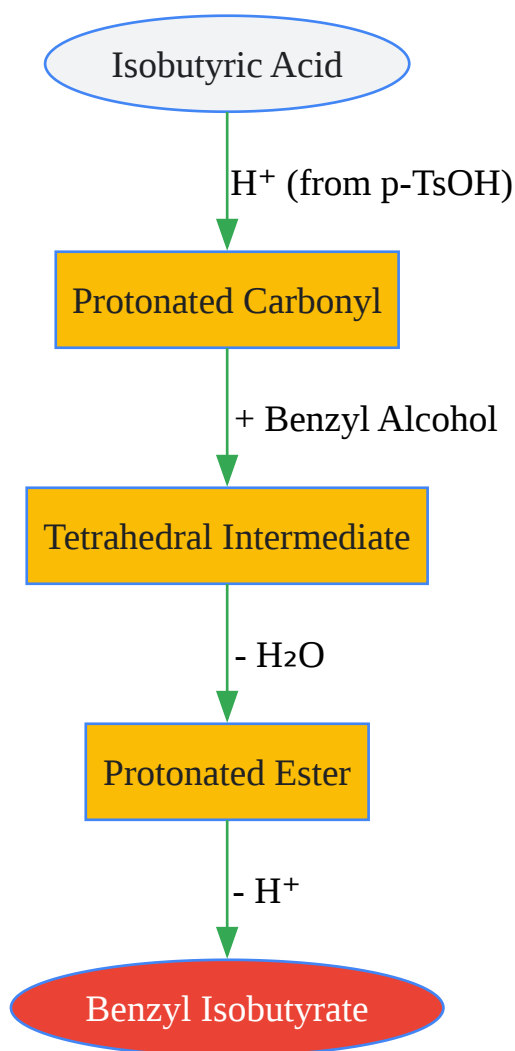 Isobutyric Acid
H⁺ (from p-TsOH)
Protonated Carbonyl
+ Benzyl Alcohol
Tetrahedral Intermediate
- H₂O
Protonated Ester
- H⁺
Benzyl Isobutyrate